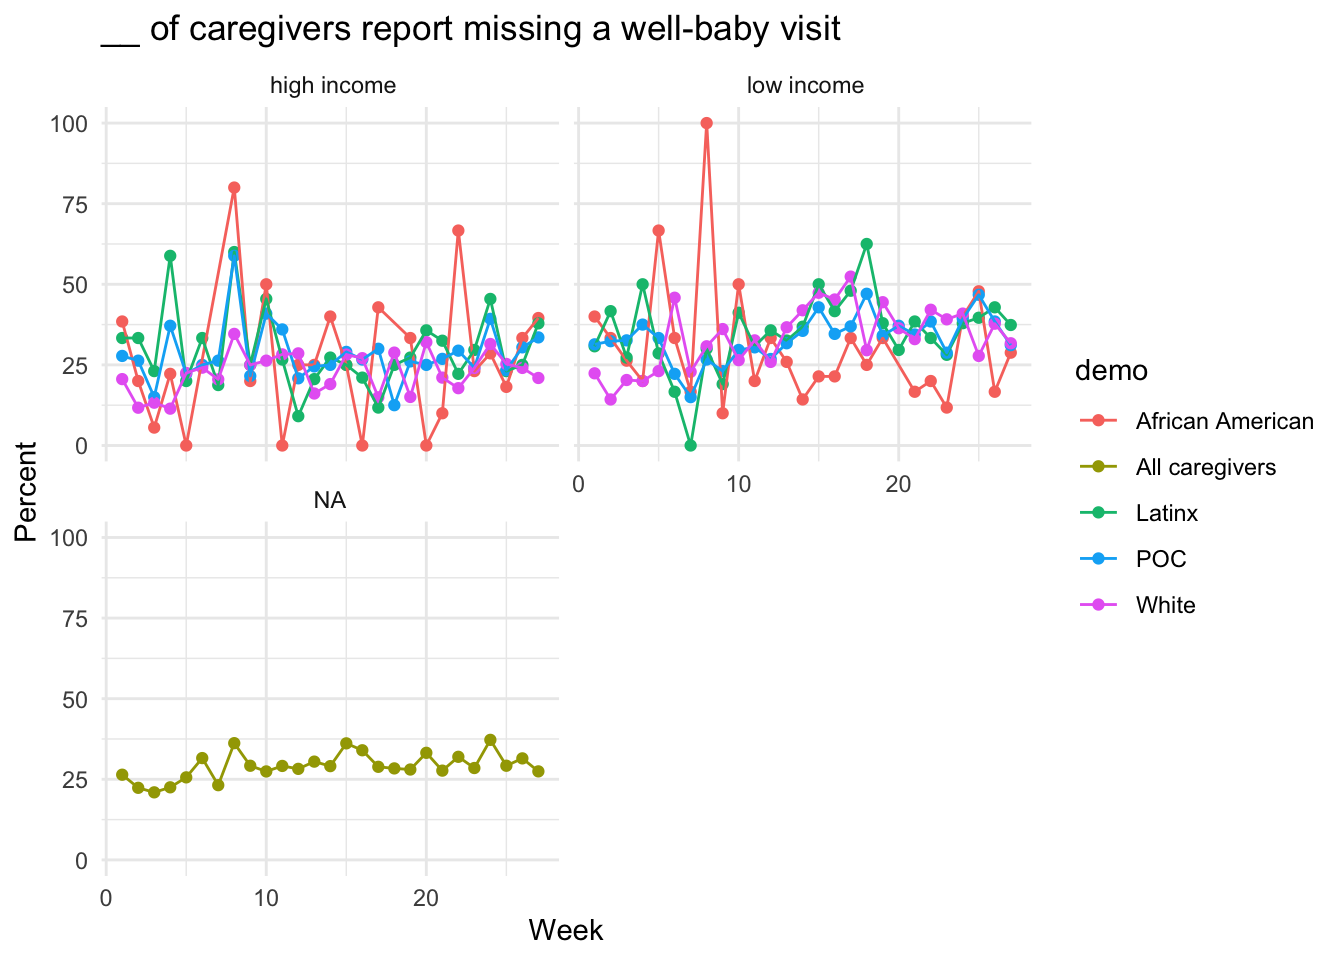 __ of caregivers report missing a well-baby visit
high income
low income
100
75
50
25
0
0
10
20
NA
100
75
50
25
0
0
10
20
Percent
Week
demo
African American
All caregivers
Latinx
POC
White